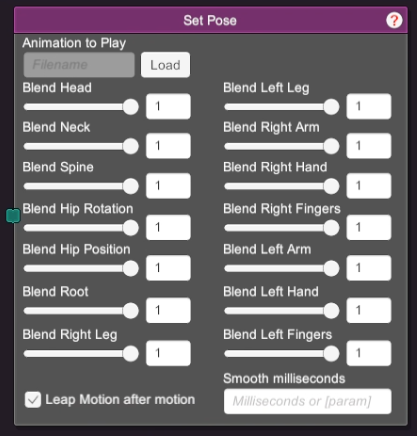 Set Pose
?
Animation to Play
Filename
Load
Blend Head
1
Blend Left Leg
1
Blend Neck
1
Blend Right Arm
1
Blend Spine
1
Blend Right Hand
1
Blend Hip Rotation
1
Blend Right Fingers
1
Blend Hip Position
1
Blend Left Arm
1
Blend Root
1
Blend Left Hand
1
Blend Right Leg
1
Blend Left Fingers
1
Smooth milliseconds
Leap Motion after motion
Milliseconds or [param]